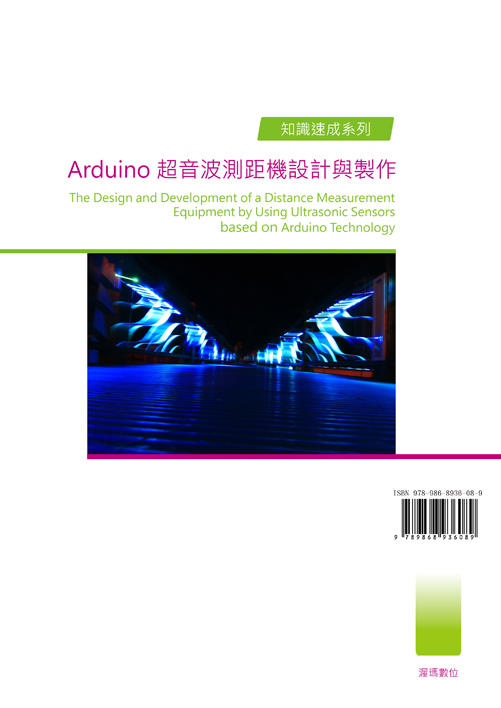 知識速成系列
Arduino 超音波測距機設計與製作
The Design and Development of a Distance Measurement
Equipment by Using Ultrasonic Sensors
based on Arduino Technology
ISBN 978-986-8936-08-9
9 789868 936089
渥瑪數位